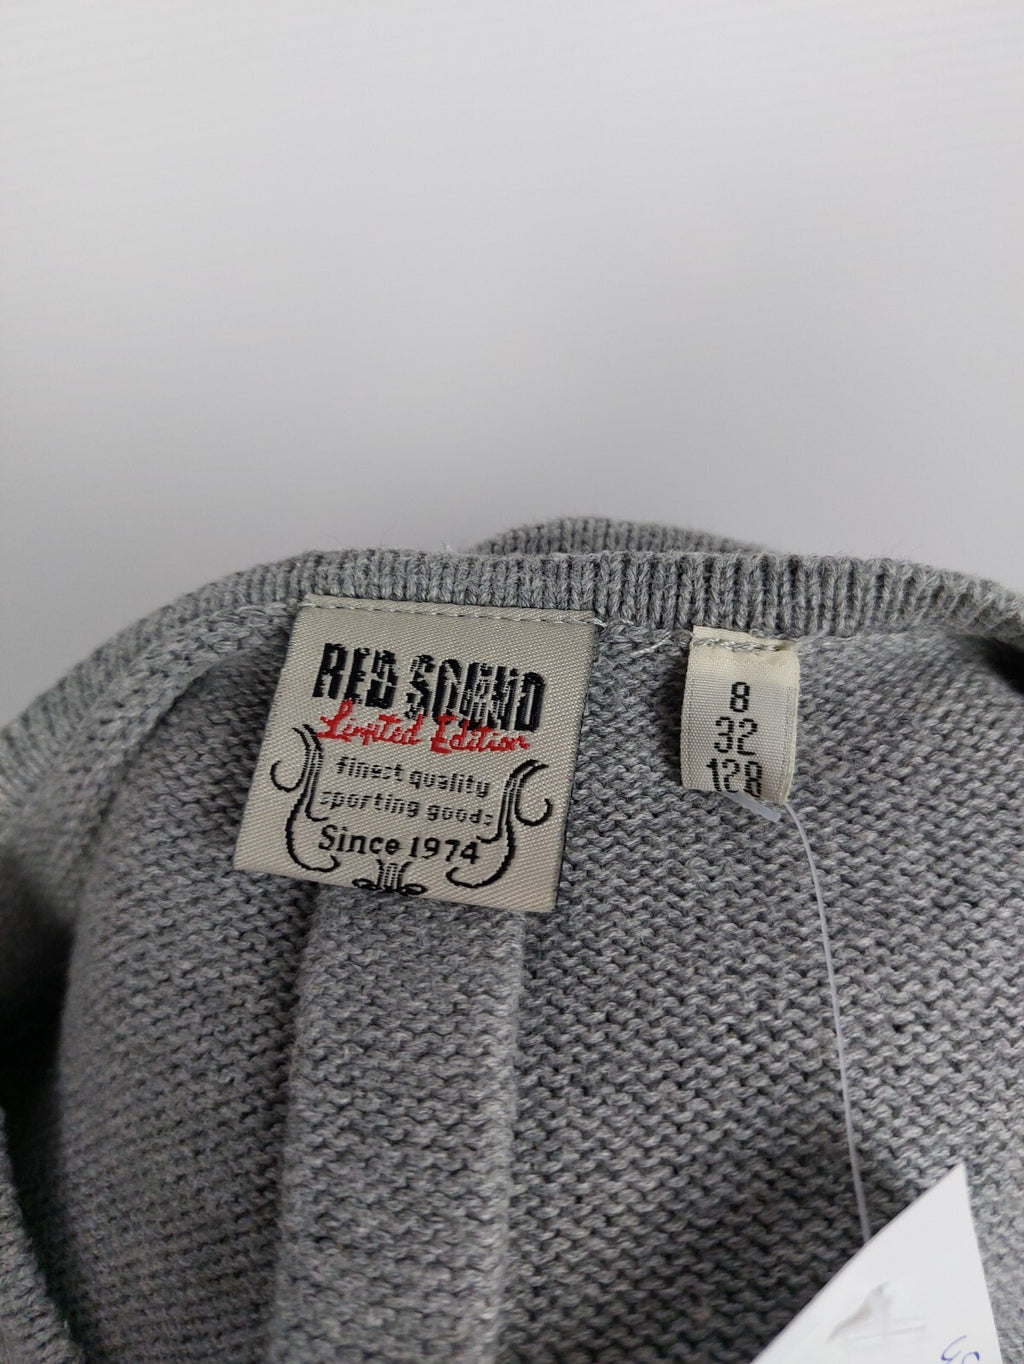 RED SOUND
Limited Edition
finest quality
sporting goods
Since 1974
8
32
128